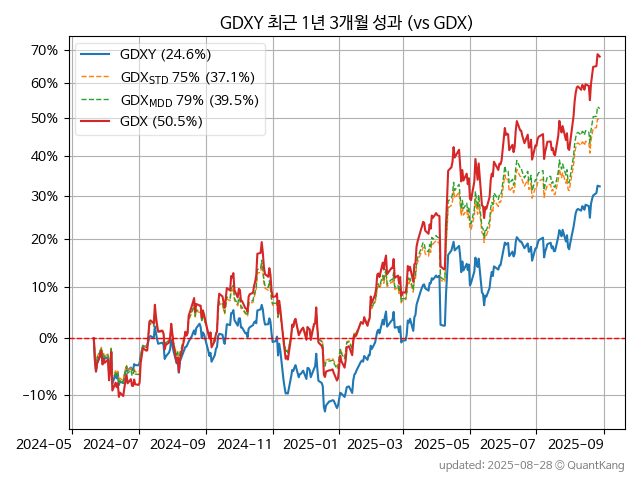 GDXY 최근 1년 3개월 성과 (vs GDX)
GDXY (24.6%)
GDX_STD 75% (37.1%)
GDX_MDD 79% (39.5%)
GDX (50.5%)
70%
60%
50%
40%
30%
20%
10%
0%
−10%
2024-05 2024-07 2024-09 2024-11 2025-01 2025-03 2025-05 2025-07 2025-09
updated: 2025-08-28 © QuantKang